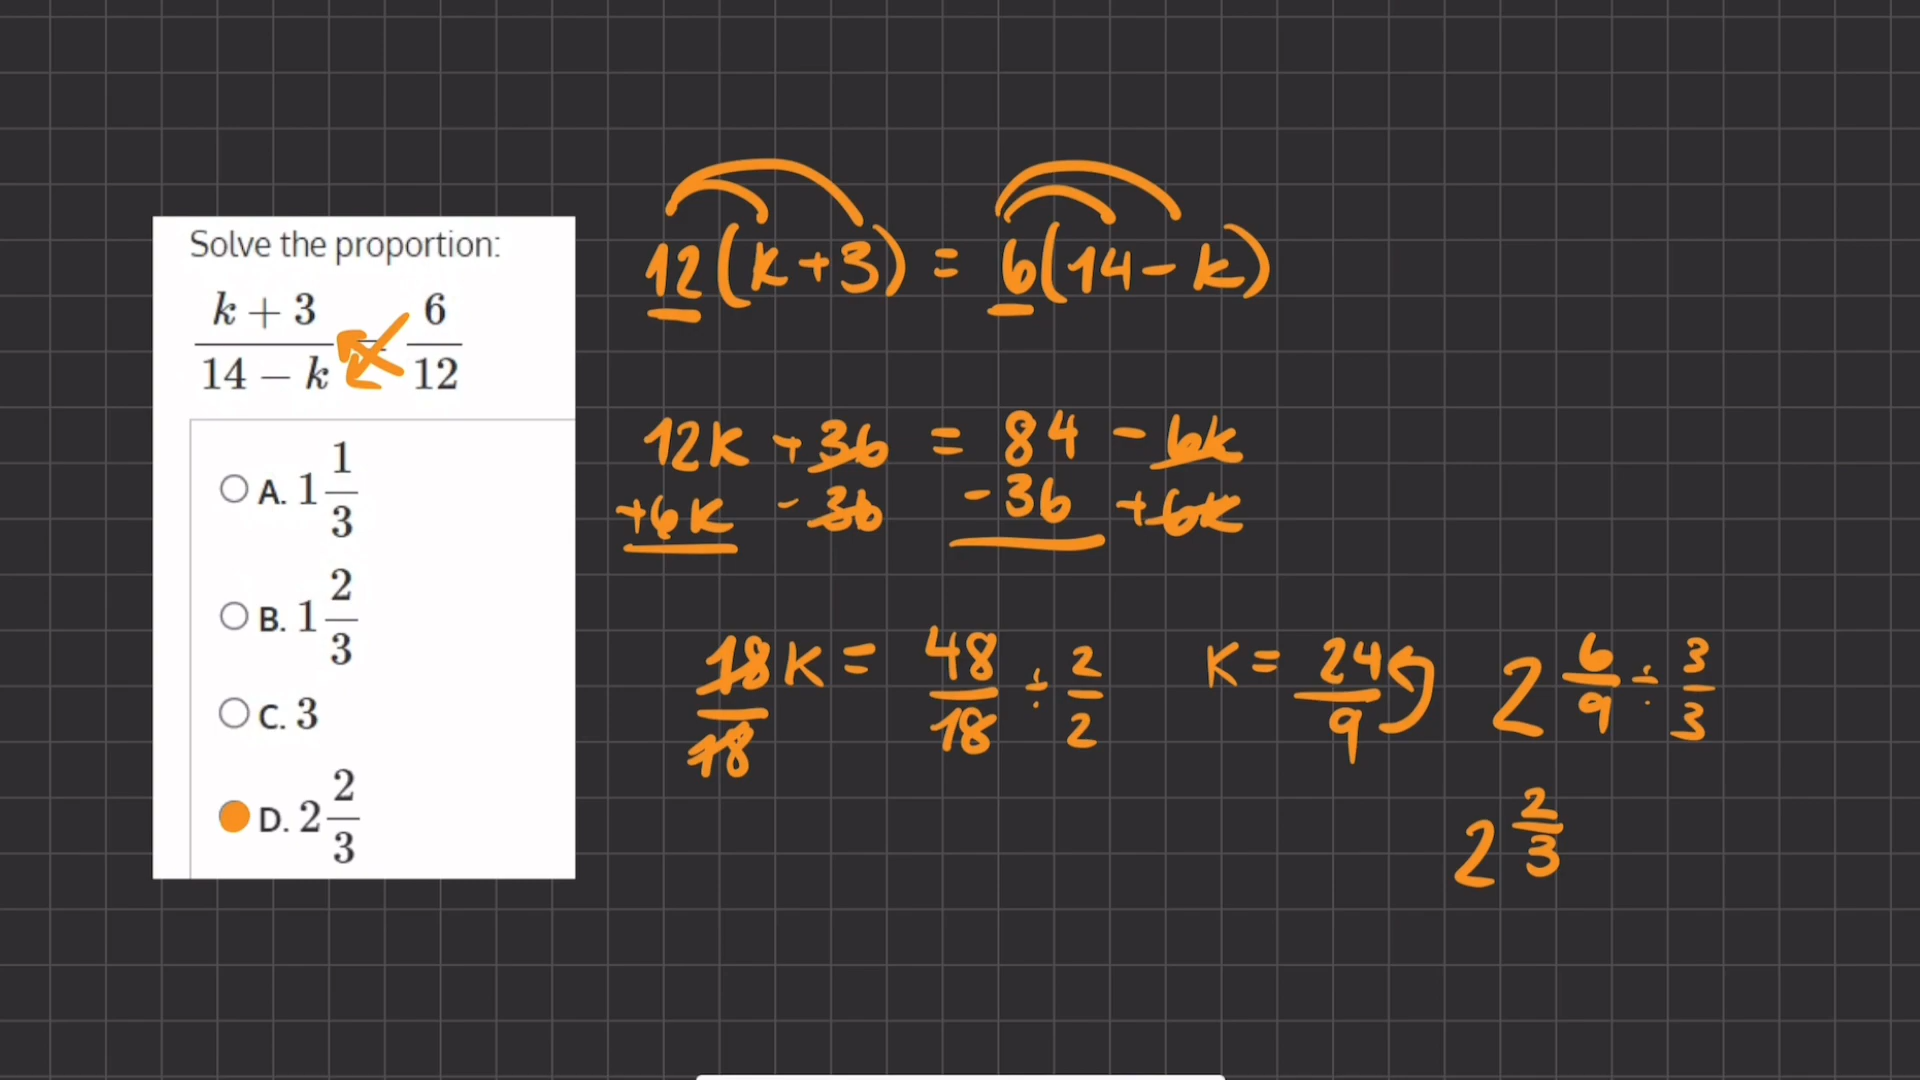 Solve the proportion:
k + 3 / 14 − k = 6 / 12
A. 1 1/3
B. 1 2/3
C. 3
D. 2 2/3
12(k+3) = 6(14-k)
12k + 36 = 84 - 6k
+6k - 36 - 36 + 6k
18k/18 = 48/18 ÷ 2/2 k = 24/9 2 6/9 ÷ 3/3
2 2/3